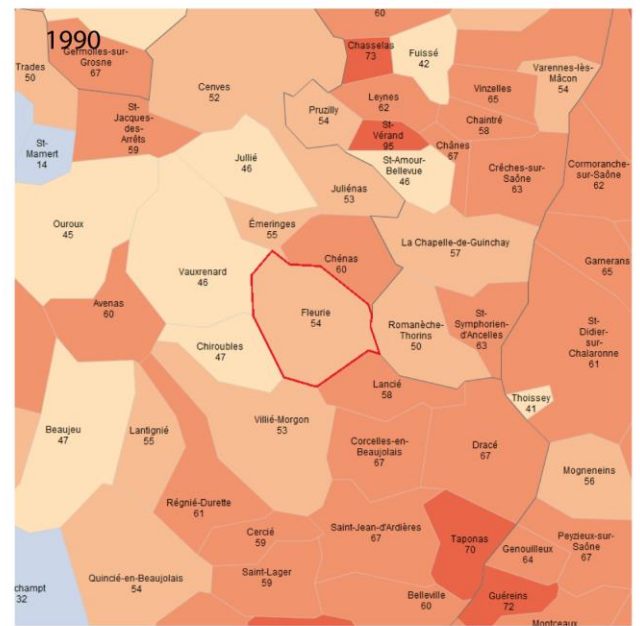 1990
60
Chasselas
73
Fuissé
42
Germolles-sur-
Grosne
67
Trades
50
Varennes-lès-
Mâcon
54
Cenves
52
Leynes
62
Vinzelles
65
Pruzilly
54
St-
Jacques-
des-
Arrêts
59
St-
Vérand
95
Chaintré
58
St-
Mamert
14
Jullié
46
Chânes
67
St-Amour-
Bellevue
46
Crêches-sur-
Saône
63
Cormoranche-
sur-Saône
62
Juliénas
53
Ouroux
45
Émeringes
55
La Chapelle-de-Guinchay
57
Chénas
60
Garnerans
65
Vauxrenard
46
Avenas
60
Fleurie
54
Romanèche-
Thorins
50
St-
Symphorien-
d'Ancelles
63
St-
Didier-
sur-
Chalaronne
61
Chiroubles
47
Lancié
58
Thoissey
41
Beaujeu
47
Lantignié
55
Villié-Morgon
53
Corcelles-en-
Beaujolais
67
Dracé
67
Mogneneins
56
Régnié-Durette
61
Cercié
59
Saint-Jean-d'Ardières
67
Taponas
70
Genouilleux
64
Peyzieux-sur-
Saône
67
Quincié-en-Beaujolais
54
Saint-Lager
59
champt
32
Belleville
60
Guéreins
72
Montceaux